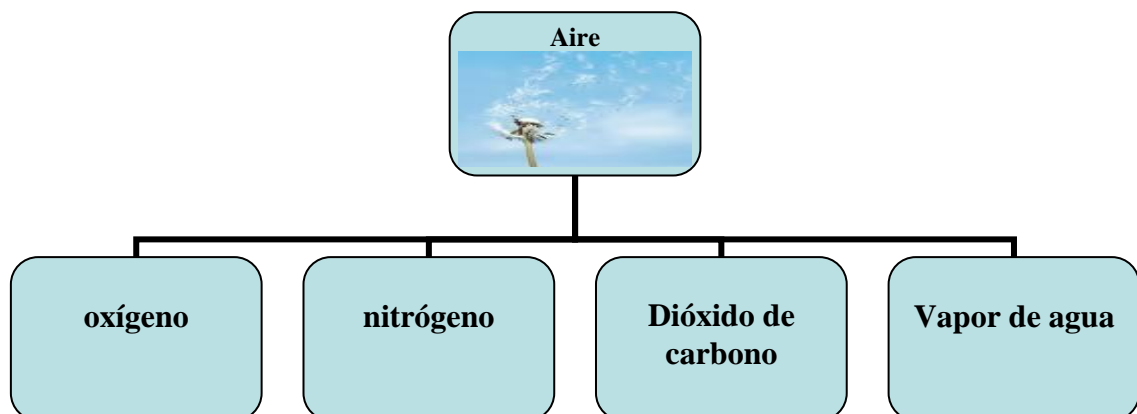 Aire
oxígeno
nitrógeno
Dióxido de
carbono
Vapor de agua